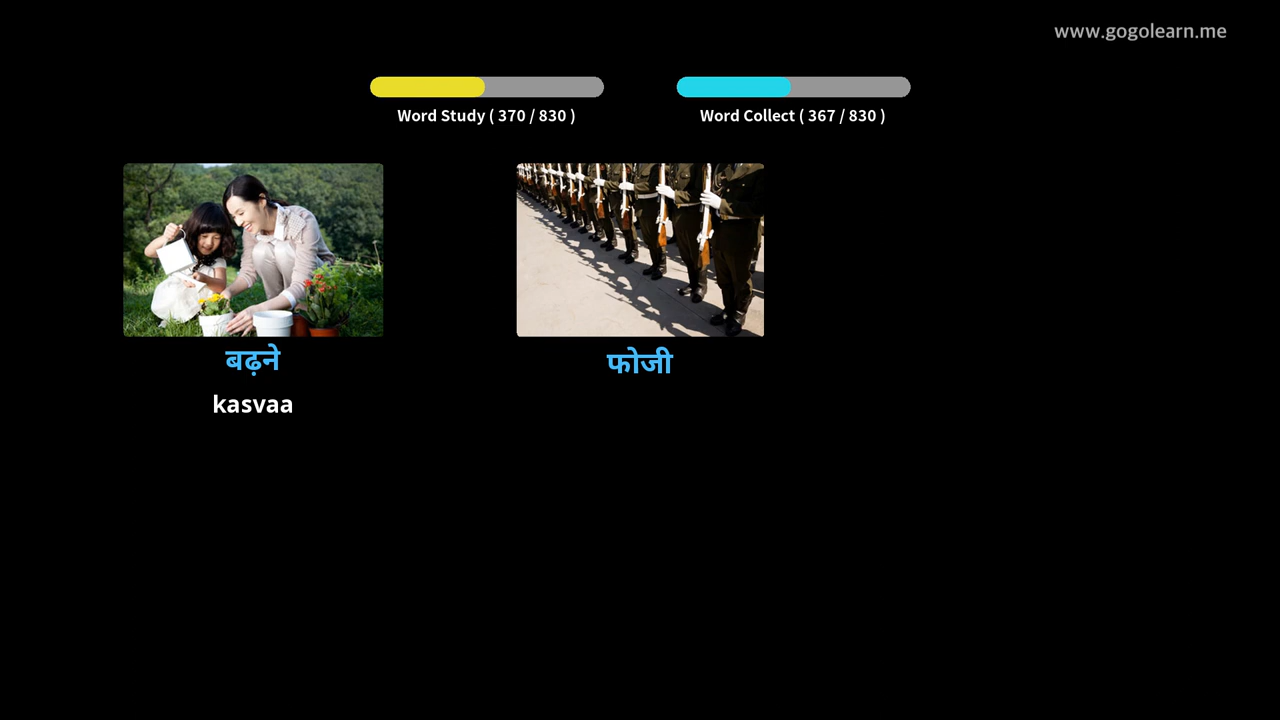 www.gogolearn.me
Word Study ( 370 / 830 )
Word Collect ( 367 / 830 )
बढ़ने
फोजी
kasvaa